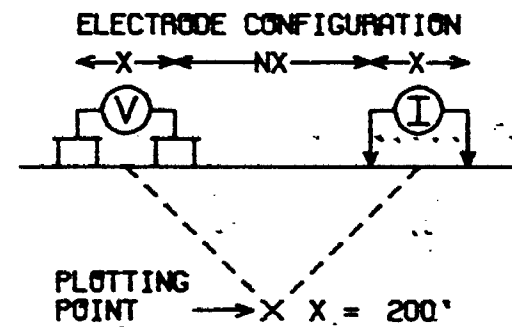 ELECTRODE CONFIGURATION
X NX X
V I
PLOTTING
POINT X X = 200'